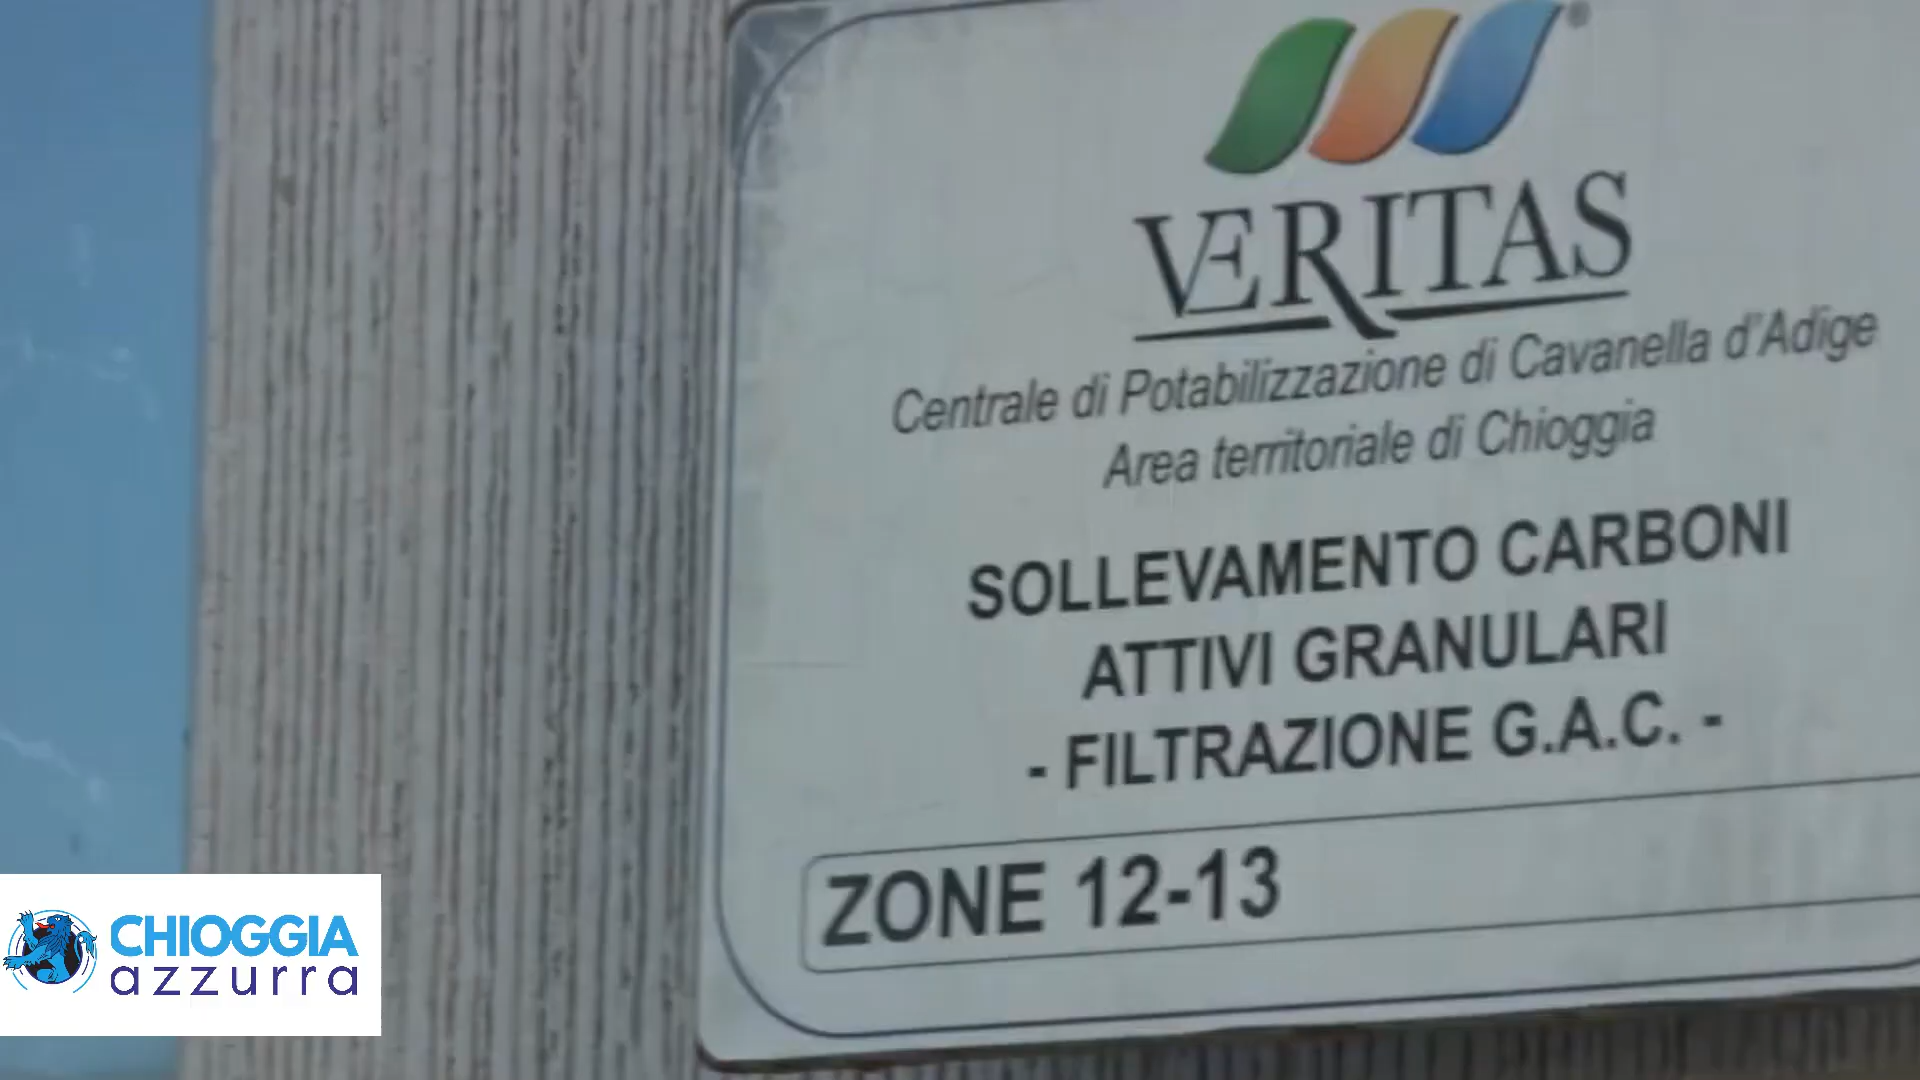 VERITAS
Centrale di Potabilizzazione di Cavanella d'Adige
Area territoriale di Chioggia
SOLLEVAMENTO CARBONI
ATTIVI GRANULARI
- FILTRAZIONE G.A.C. -
ZONE 12-13
CHIOGGIA
azzurra